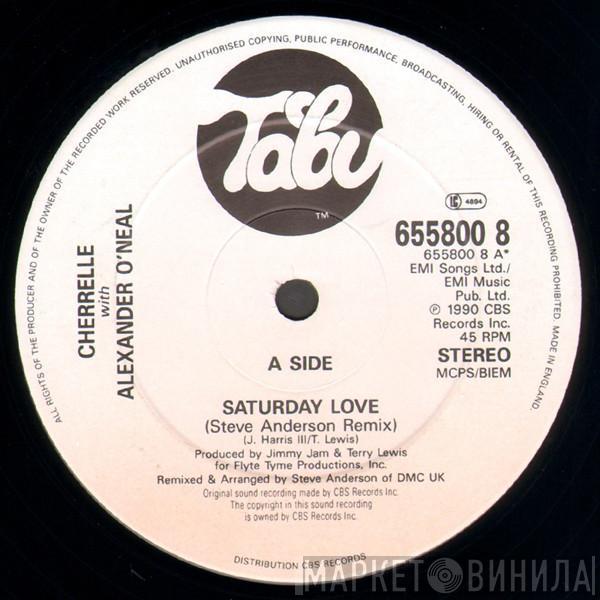 ALL RIGHTS OF THE PRODUCER AND OF THE OWNER OF THE RECORDED WORK RESERVED. UNAUTHORISED COPYING, PUBLIC PERFORMANCE, BROADCASTING, HIRING OR RENTAL OF THIS RECORDING PROHIBITED. MADE IN ENGLAND.
Tabu
TM
LC 4894
CHERRELLE
with
ALEXANDER O'NEAL
655800 8
655800 8 A*
EMI Songs Ltd./
EMI Music
Pub. Ltd.
℗ 1990 CBS
Records Inc.
45 RPM
STEREO
MCPS/BIEM
A SIDE
SATURDAY LOVE
(Steve Anderson Remix)
(J. Harris III/T. Lewis)
Produced by Jimmy Jam & Terry Lewis
for Flyte Tyme Productions, Inc.
Remixed & Arranged by Steve Anderson of DMC UK
Original sound recording made by CBS Records Inc.
The copyright in this sound recording
is owned by CBS Records Inc.
DISTRIBUTION CBS RECORDS
МАРКЕТ ВИНИЛА